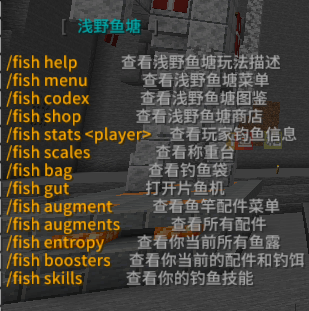 [ 浅野鱼塘 ]
/fish help 查看浅野鱼塘玩法描述
/fish menu 查看浅野鱼塘菜单
/fish codex 查看浅野鱼塘图鉴
/fish shop 查看浅野鱼塘商店
/fish stats <player> 查看玩家钓鱼信息
/fish scales 查看称重台
/fish bag 查看钓鱼袋
/fish gut 打开片鱼机
/fish augment 查看鱼竿配件菜单
/fish augments 查看所有配件
/fish entropy 查看你当前所有鱼露
/fish boosters 查看你当前的配件和钓饵
/fish skills 查看你的钓鱼技能